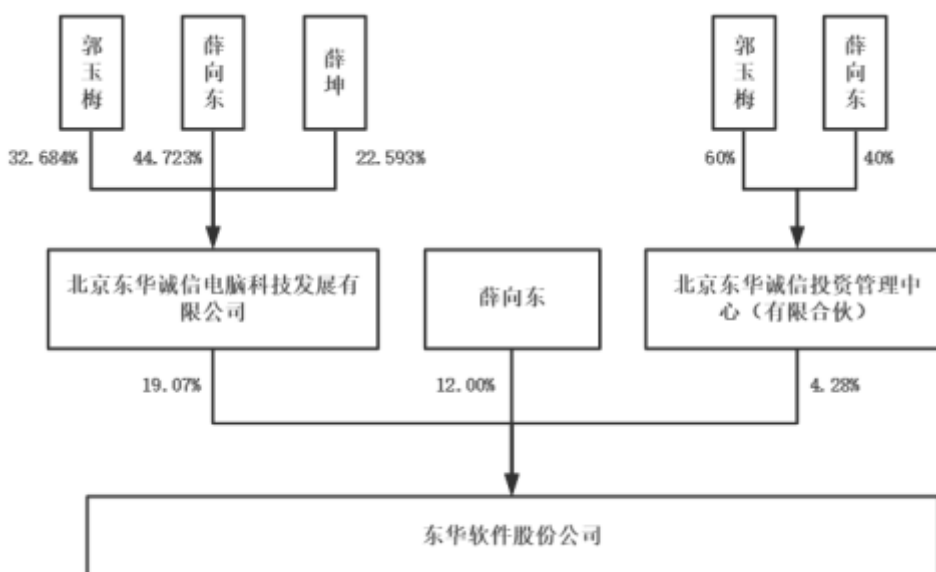 郭玉梅
薛向东
薛坤
郭玉梅
薛向东
32.684%
44.723%
22.593%
60%
40%
北京东华诚信电脑科技发展有
限公司
薛向东
北京东华诚信投资管理中
心（有限合伙）
19.07%
12.00%
4.28%
东华软件股份公司